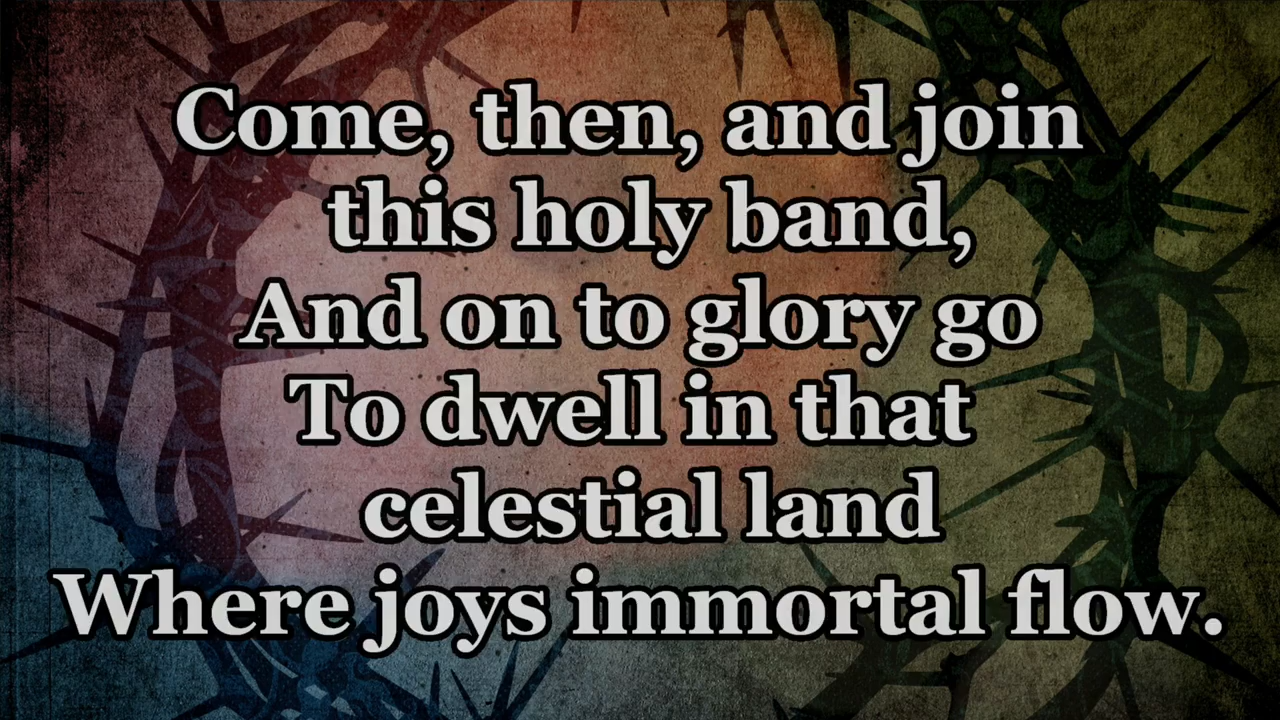 Come, then, and join
this holy band,
And on to glory go
To dwell in that
celestial land
Where joys immortal flow.